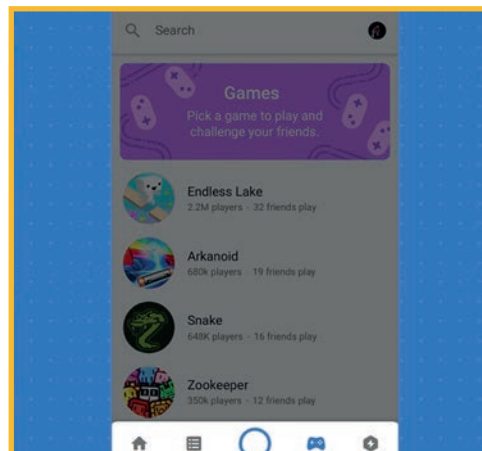 Search
Games
Pick a game to play and
challenge your friends.
Endless Lake
2.2M players - 32 friends play
Arkanoid
680k players - 19 friends play
Snake
648K players - 16 friends play
Zookeeper
350k players - 12 friends play